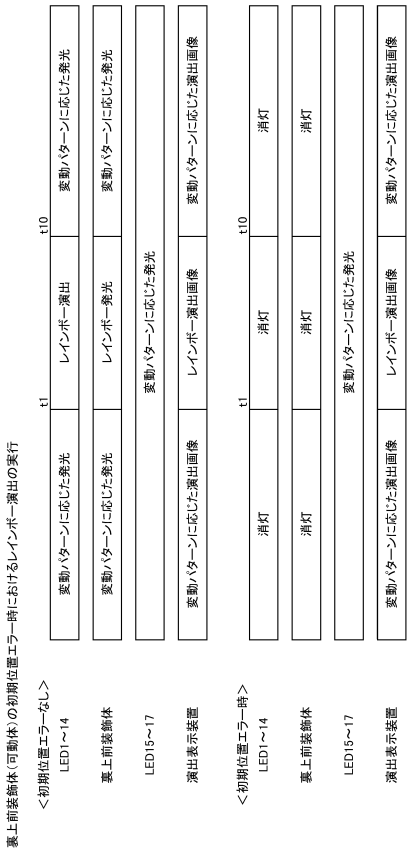 裏上前装飾体(可動体)の初期位置エラー時におけるレインボー演出の実行
<初期位置エラーなし>
t1 t10
LED1~14 変動パターンに応じた発光 レインボー演出 変動パターンに応じた発光
裏上前装飾体 変動パターンに応じた発光 レインボー発光 変動パターンに応じた発光
LED15~17 変動パターンに応じた発光
演出表示装置 変動パターンに応じた演出画像 レインボー演出画像 変動パターンに応じた演出画像
<初期位置エラー時>
t1 t10
LED1~14 消灯 消灯 消灯
裏上前装飾体 消灯 消灯 消灯
LED15~17 変動パターンに応じた発光
演出表示装置 変動パターンに応じた演出画像 レインボー演出画像 変動パターンに応じた演出画像